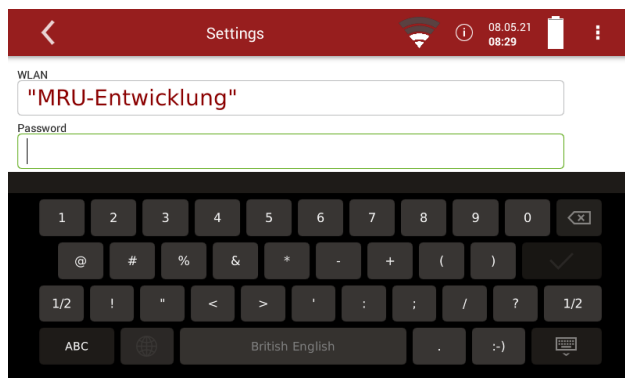 Settings
08.05.21
08:29
WLAN
"MRU-Entwicklung"
Password
1 2 3 4 5 6 7 8 9 0
@ # % & * - + ( )
1/2 ! " < > ' : ; / ? 1/2
ABC British English . :-)